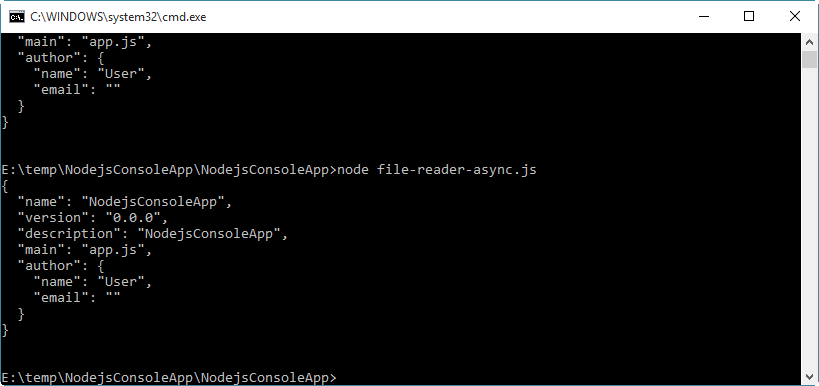 C:\WINDOWS\system32\cmd.exe
  "main": "app.js",
  "author": {
    "name": "User",
    "email": ""
  }
}
E:\temp\NodejsConsoleApp\NodejsConsoleApp>node file-reader-async.js
{
  "name": "NodejsConsoleApp",
  "version": "0.0.0",
  "description": "NodejsConsoleApp",
  "main": "app.js",
  "author": {
    "name": "User",
    "email": ""
  }
}
E:\temp\NodejsConsoleApp\NodejsConsoleApp>